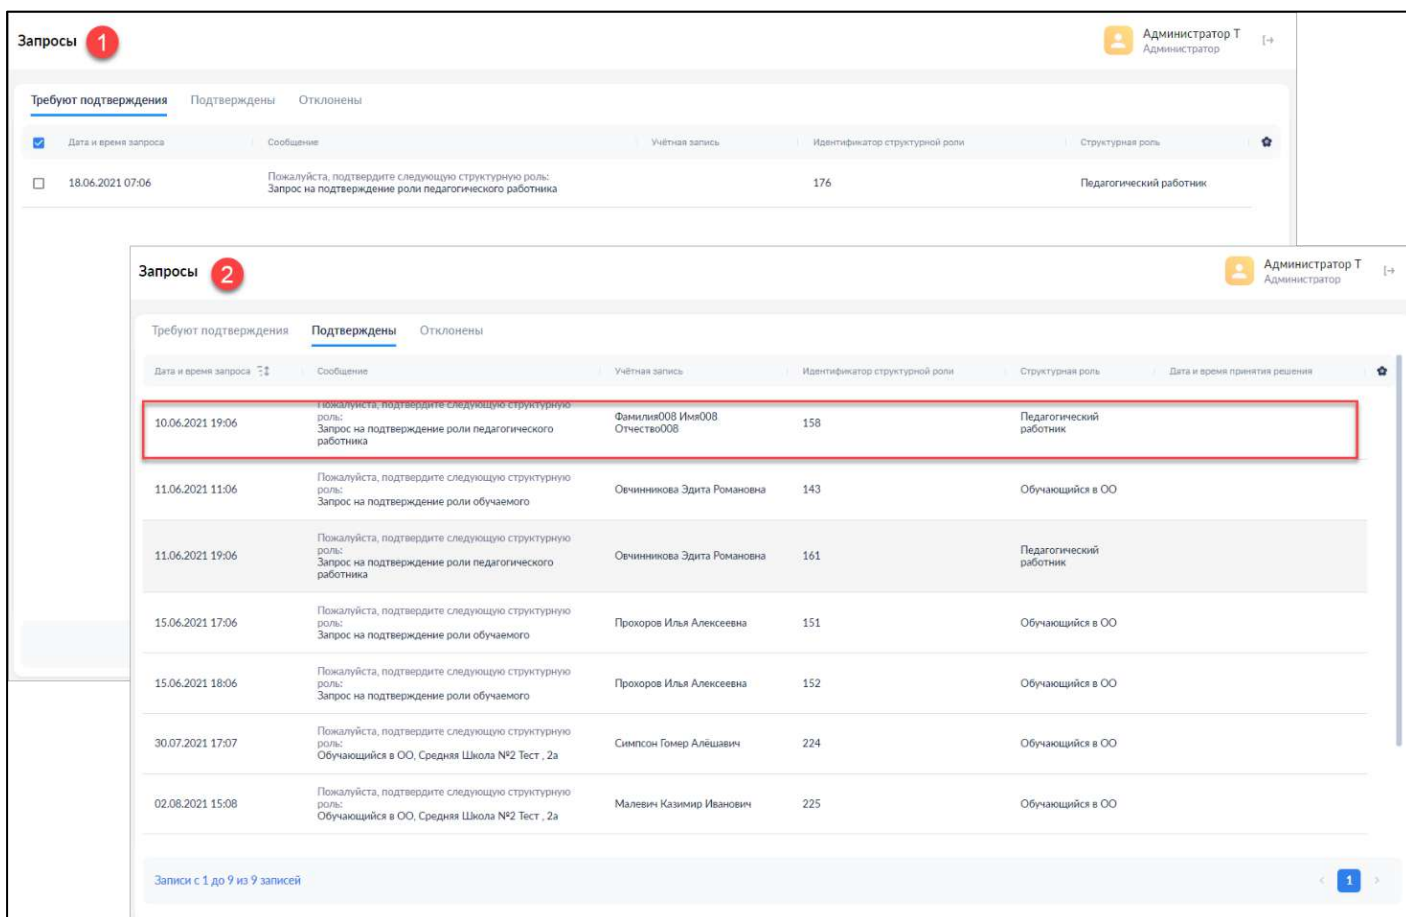 Запросы 1
Администратор Т
Администратор
Требуют подтверждения Подтверждены Отклонены
Дата и время запроса Сообщение Учётная запись Идентификатор структурной роли Структурная роль
Пожалуйста, подтвердите следующую структурную роль:
18.06.2021 07:06 Запрос на подтверждение роли педагогического работника 176 Педагогический работник
Запросы 2
Администратор Т
Администратор
Требуют подтверждения Подтверждены Отклонены
Дата и время запроса Сообщение Учётная запись Идентификатор структурной роли Структурная роль Дата и время принятия решения
Пожалуйста, подтвердите следующую структурную
роль: Фамилия008 Имя008 Педагогический
10.06.2021 19:06 Запрос на подтверждение роли педагогического Отчество008 158 работник
работника
Пожалуйста, подтвердите следующую структурную
11.06.2021 11:06 роль: Овчинникова Эдита Романовна 143 Обучающийся в ОО
Запрос на подтверждение роли обучаемого
Пожалуйста, подтвердите следующую структурную
роль: Педагогический
11.06.2021 19:06 Запрос на подтверждение роли педагогического Овчинникова Эдита Романовна 161 работник
работника
Пожалуйста, подтвердите следующую структурную
15.06.2021 17:06 роль: Прохоров Илья Алексеевна 151 Обучающийся в ОО
Запрос на подтверждение роли обучаемого
Пожалуйста, подтвердите следующую структурную
15.06.2021 18:06 роль: Прохоров Илья Алексеевна 152 Обучающийся в ОО
Запрос на подтверждение роли обучаемого
Пожалуйста, подтвердите следующую структурную
30.07.2021 17:07 роль: Симпсон Гомер Алёшавич 224 Обучающийся в ОО
Обучающийся в ОО, Средняя Школа №2 Тест , 2а
Пожалуйста, подтвердите следующую структурную
02.08.2021 15:08 роль: Малевич Казимир Иванович 225 Обучающийся в ОО
Обучающийся в ОО, Средняя Школа №2 Тест , 2а
Записи с 1 до 9 из 9 записей 1